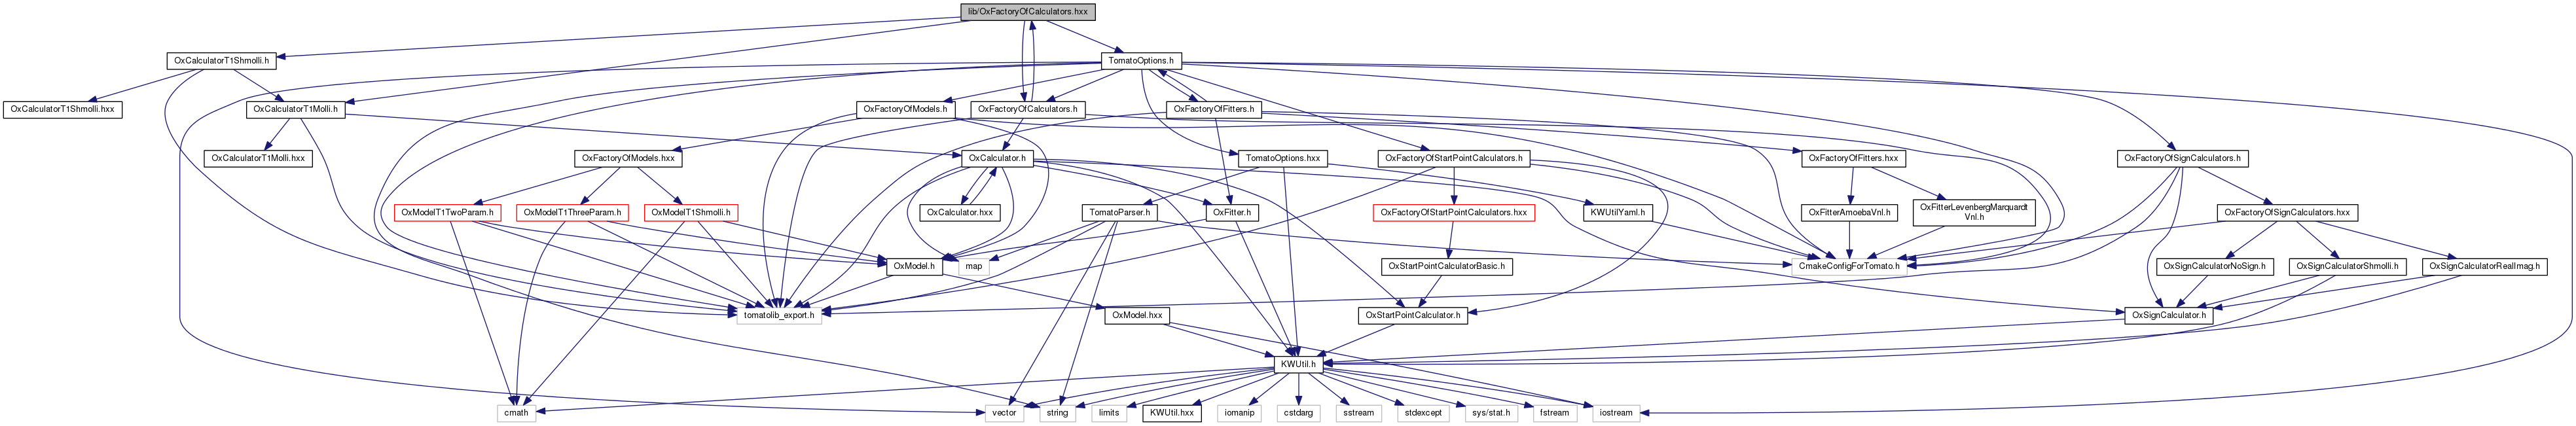 lib/OxFactoryOfCalculators.hxx
OxCalculatorT1Shmolli.h
TomatoOptions.h
OxCalculatorT1Shmolli.hxx
OxCalculatorT1Molli.h
OxFactoryOfModels.h
OxFactoryOfCalculators.h
OxFactoryOfFitters.h
OxCalculatorT1Molli.hxx
OxFactoryOfModels.hxx
OxCalculator.h
TomatoOptions.hxx
OxFactoryOfStartPointCalculators.h
OxFactoryOfFitters.hxx
OxFactoryOfSignCalculators.h
OxModelT1TwoParam.h
OxModelT1ThreeParam.h
OxModelT1Shmolli.h
OxCalculator.hxx
TomatoParser.h
OxFitter.h
OxFactoryOfStartPointCalculators.hxx
KWUtilYaml.h
OxFitterAmoebaVnl.h
OxFitterLevenbergMarquardt
Vnl.h
OxFactoryOfSignCalculators.hxx
OxModel.h
map
OxStartPointCalculatorBasic.h
CmakeConfigForTomato.h
OxSignCalculatorNoSign.h
OxSignCalculatorShmolli.h
OxSignCalculatorRealImag.h
tomatolib_export.h
OxModel.hxx
OxStartPointCalculator.h
OxSignCalculator.h
KWUtil.h
cmath
vector
string
limits
KWUtil.hxx
iomanip
cstdarg
sstream
stdexcept
sys/stat.h
fstream
iostream